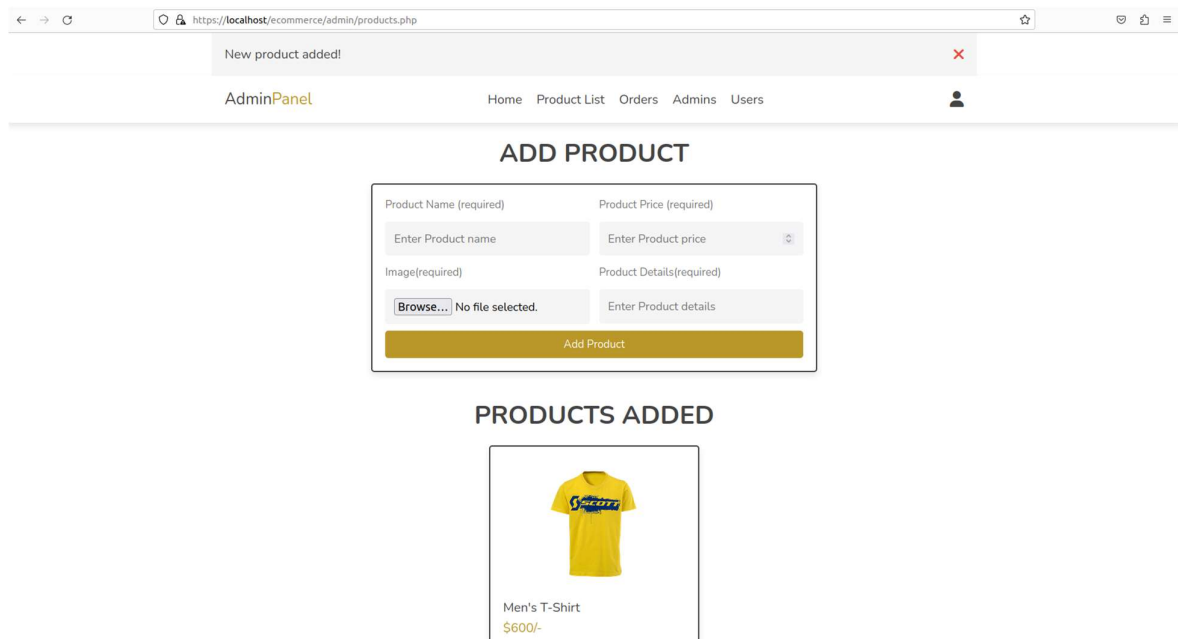 https://localhost/ecommerce/admin/products.php
New product added!
AdminPanel Home Product List Orders Admins Users
ADD PRODUCT
Product Name (required) Product Price (required)
Enter Product name Enter Product price
Image(required) Product Details(required)
Browse... No file selected. Enter Product details
Add Product
PRODUCTS ADDED
SCOTT
Men's T-Shirt
$600/-